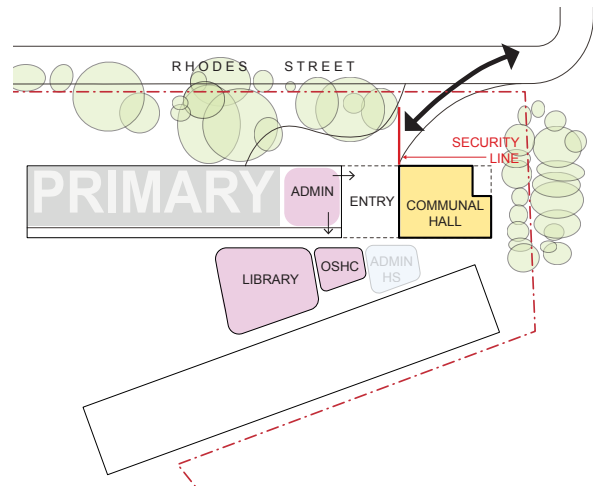 RHODES STREET
SECURITY
LINE
PRIMARY
ADMIN
ENTRY
COMMUNAL
HALL
LIBRARY
OSHC
ADMIN
HS